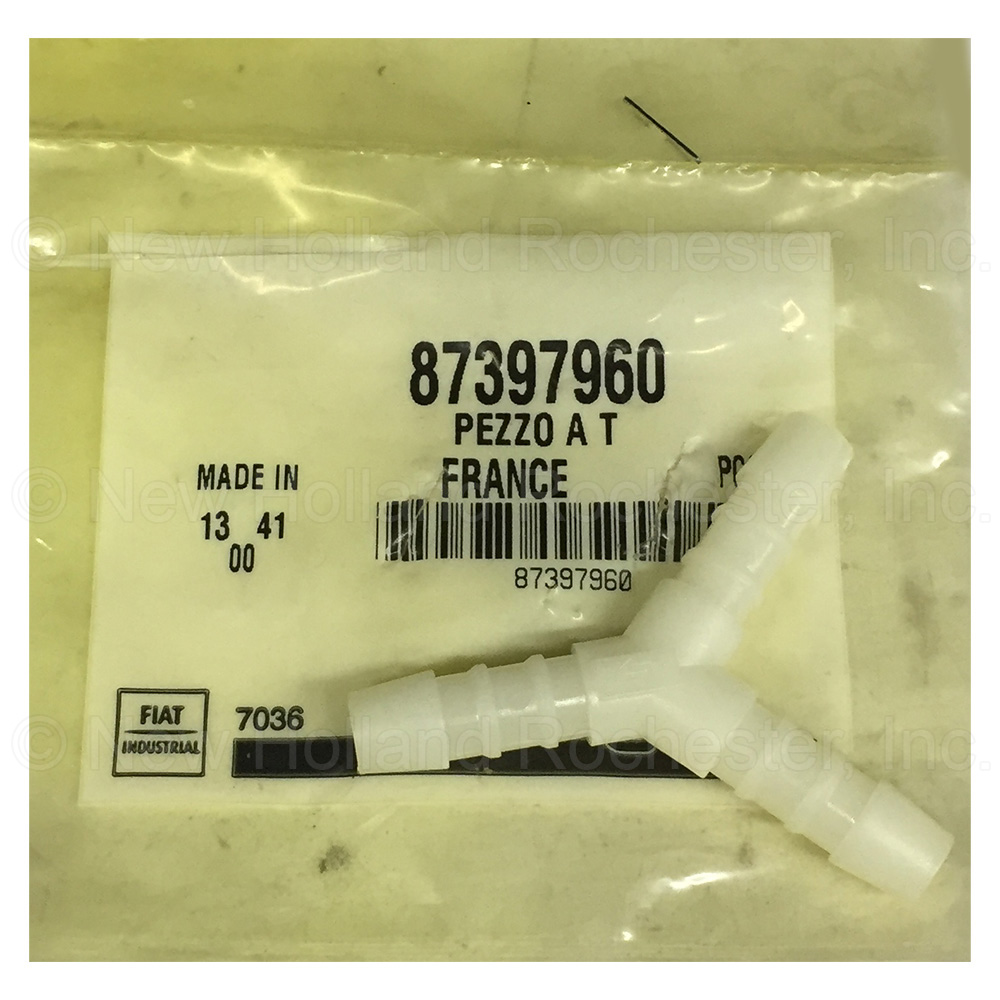 © New Holland Rochester, Inc.
87397960
PEZZO A T
MADE IN FRANCE
13 41
00
87397960
© New Holland Rochester, Inc.
FIAT
INDUSTRIAL
7036
© New Holland Rochester, Inc.